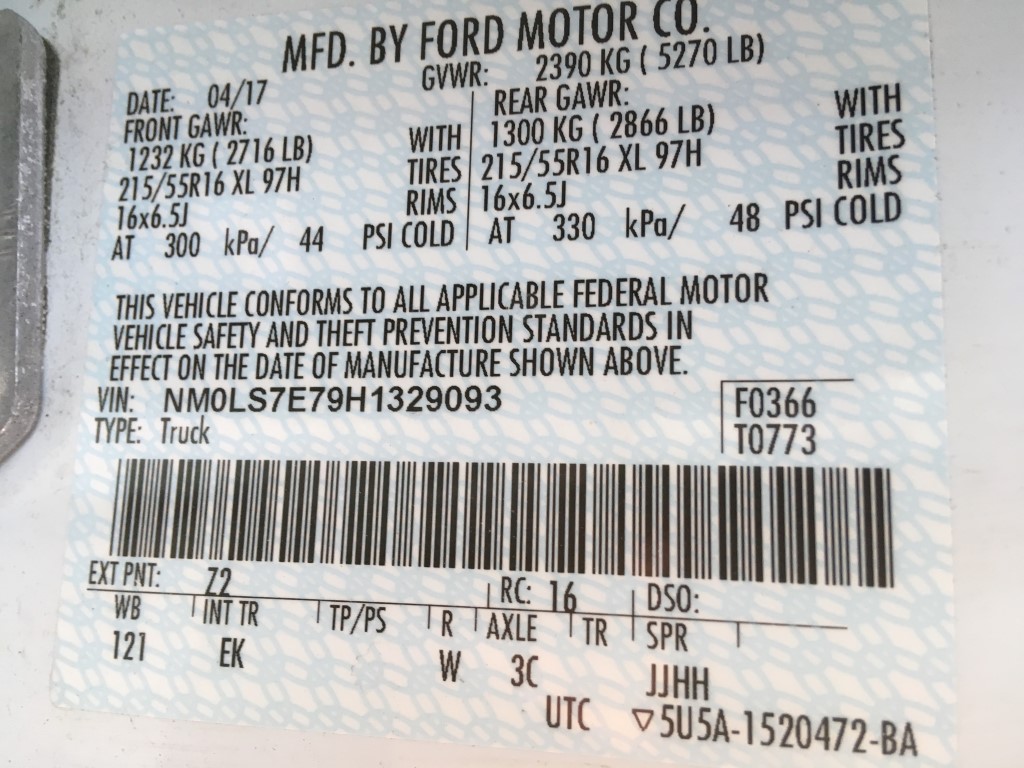 MFD. BY FORD MOTOR CO.
DATE: 04/17 GVWR: 2390 KG ( 5270 LB)
FRONT GAWR: REAR GAWR:
1232 KG ( 2716 LB) WITH 1300 KG ( 2866 LB) WITH
215/55R16 XL 97H TIRES 215/55R16 XL 97H TIRES
16x6.5J RIMS 16x6.5J RIMS
AT 300 kPa/ 44 PSI COLD AT 330 kPa/ 48 PSI COLD
THIS VEHICLE CONFORMS TO ALL APPLICABLE FEDERAL MOTOR
VEHICLE SAFETY AND THEFT PREVENTION STANDARDS IN
EFFECT ON THE DATE OF MANUFACTURE SHOWN ABOVE.
VIN: NM0LS7E79H1329093 F0366
TYPE: Truck T0773
EXT PNT: Z2 RC: 16 DSO:
WB INT TR TP/PS R AXLE TR SPR
121 EK W 3C JJHH
UTC ▽5U5A-1520472-BA